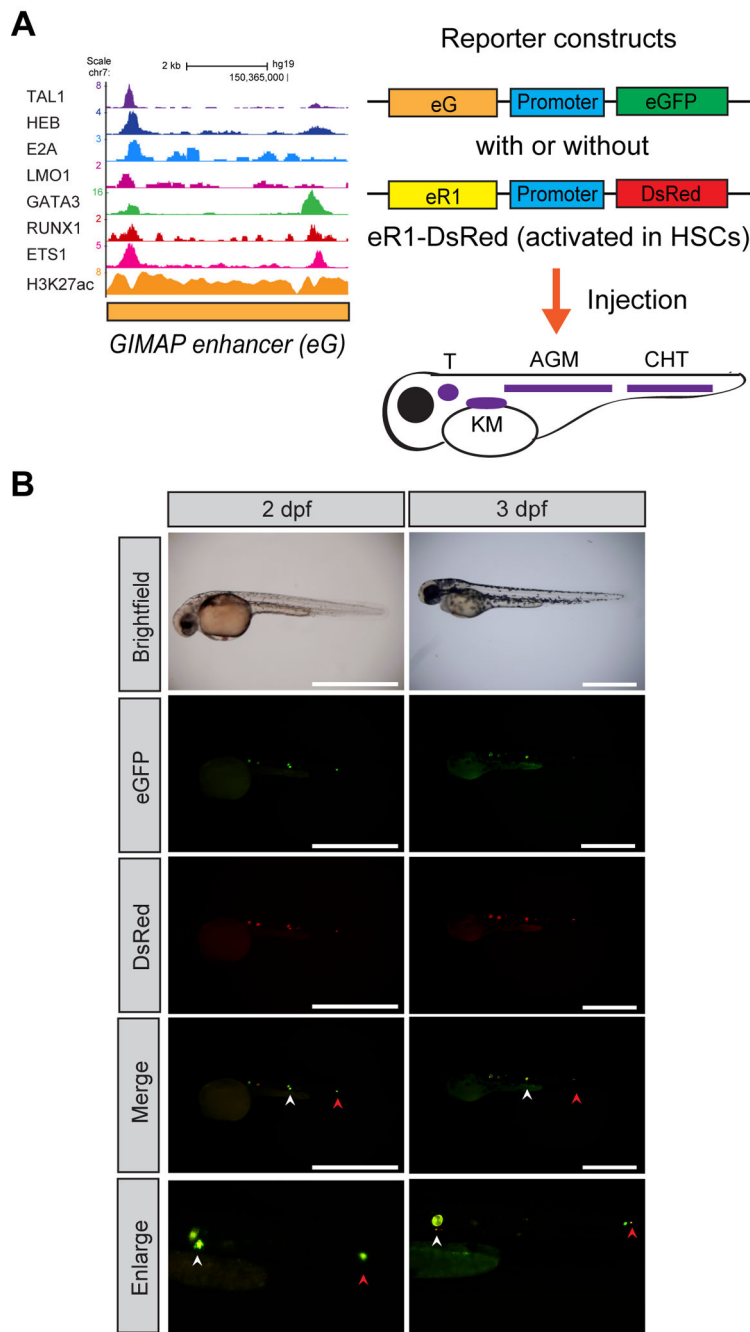 A
Scale
chr7:
2 kb
hg19
150,365,000
TAL1
8
HEB
4
E2A
3
LMO1
2
GATA3
16
RUNX1
2
ETS1
5
H3K27ac
8
GIMAP enhancer (eG)
Reporter constructs
eG Promoter eGFP
with or without
eR1 Promoter DsRed
eR1-DsRed (activated in HSCs)
Injection
T AGM CHT
KM
B
2 dpf 3 dpf
Brightfield
eGFP
DsRed
Merge
Enlarge